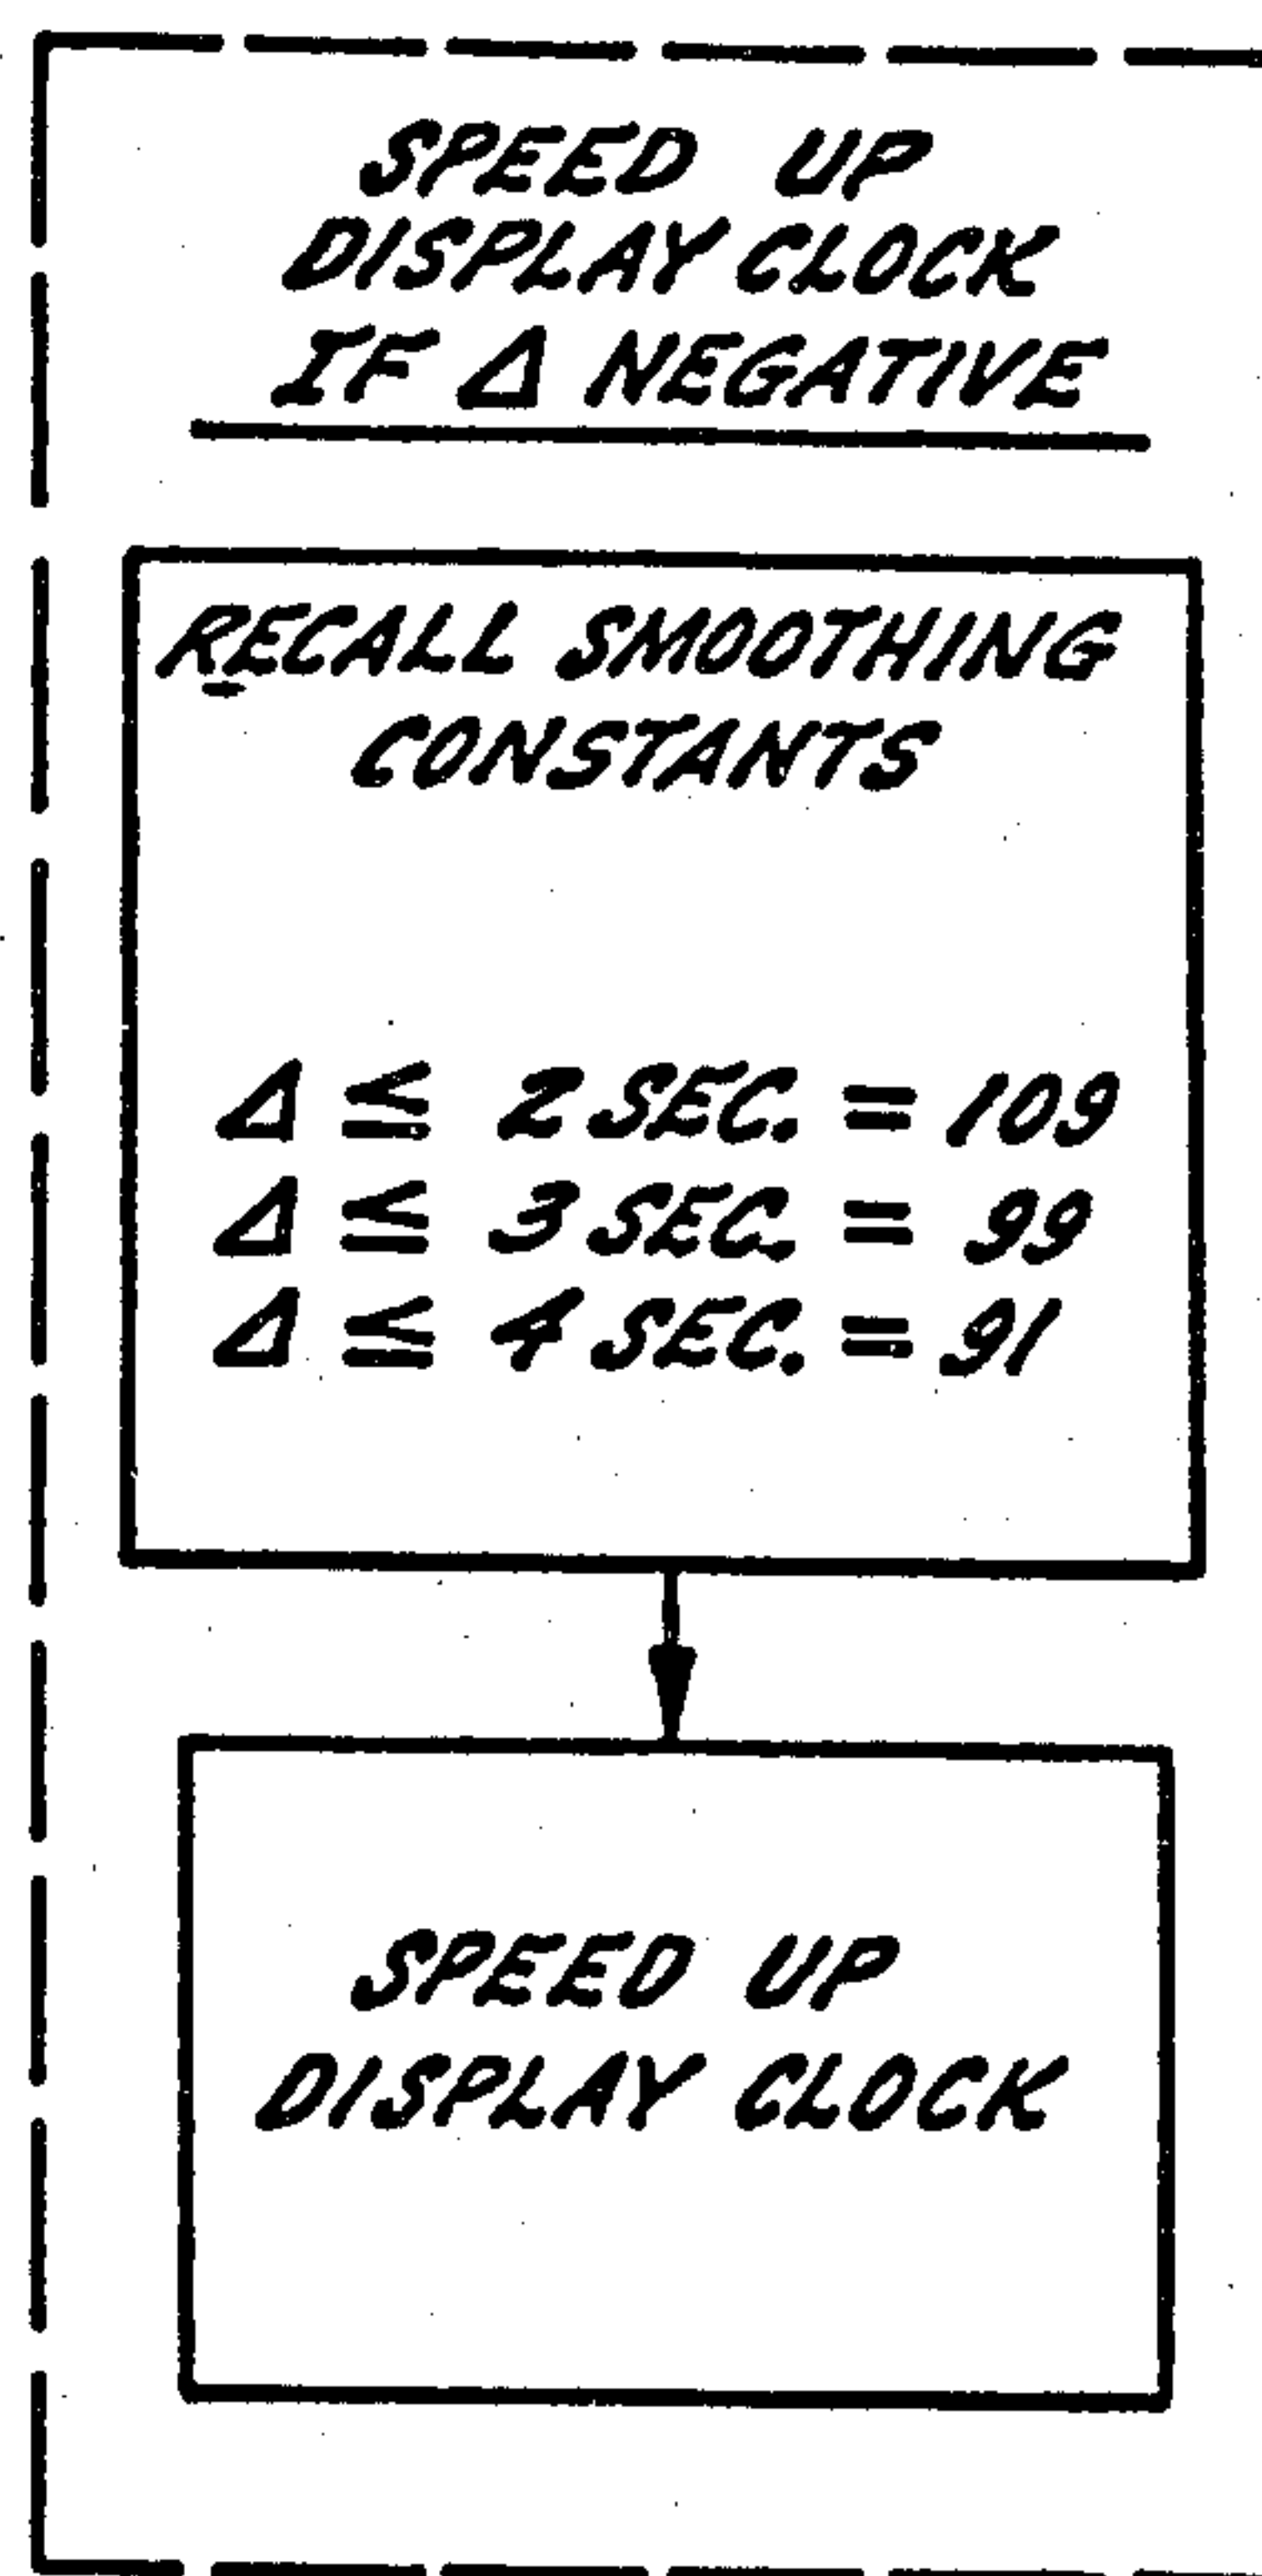 SPEED UP
DISPLAY CLOCK
IF Δ NEGATIVE
RECALL SMOOTHING
CONSTANTS
Δ ≤ 2 SEC. = 109
Δ ≤ 3 SEC. = 99
Δ ≤ 4 SEC. = 91
SPEED UP
DISPLAY CLOCK